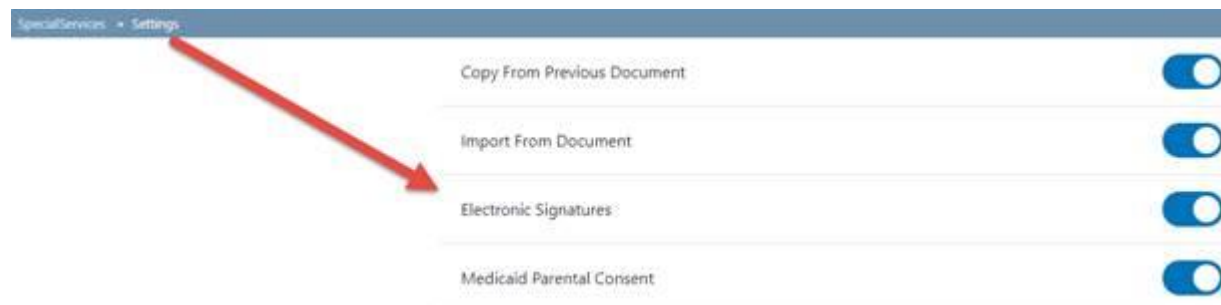 SpecialServices • Settings
Copy From Previous Document
Import From Document
Electronic Signatures
Medicaid Parental Consent